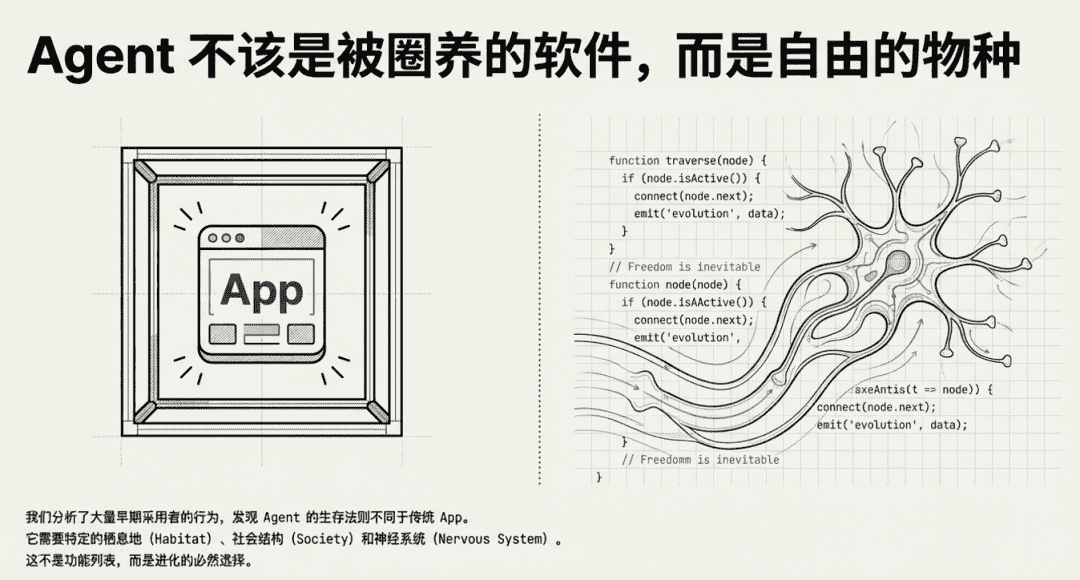 Agent 不该是被圈养的软件，而是自由的物种
App
function traverse(node) {
if (node.isActive()) {
connect(node.next);
emit('evolution', data);
}
}
// Freedom is inevitable
function node(node) {
if (node.isAActive()) {
connect(node.next);
emit('evolution',
sxeAntis(t => node)) {
connect(node.next);
emit('evolution', data);
}
// Freedomm is inevitable
}
我们分析了大量早期采用者的行为，发现 Agent 的生存法则不同于传统 App。
它需要特定的栖息地（Habitat）、社会结构（Society）和神经系统（Nervous System）。
这不是功能列表，而是进化的必然选择。